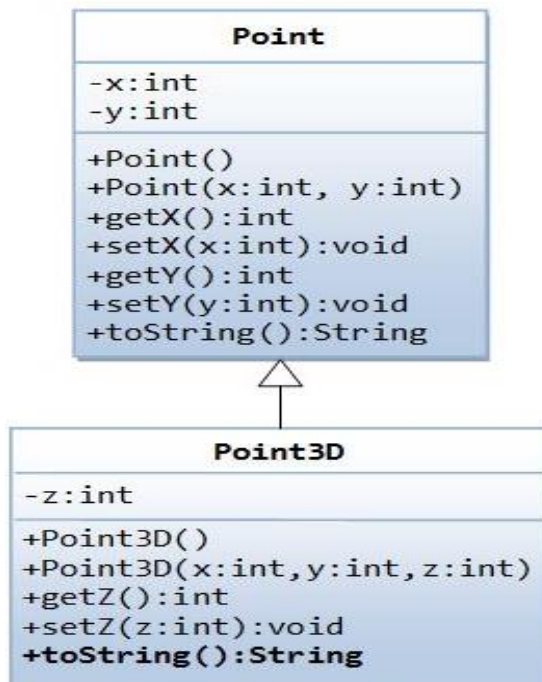 Point
-x:int
-y:int
+Point()
+Point(x:int, y:int)
+getX():int
+setX(x:int):void
+getY():int
+setY(y:int):void
+toString():String
Point3D
-z:int
+Point3D()
+Point3D(x:int,y:int,z:int)
+getZ():int
+setZ(z:int):void
+toString():String